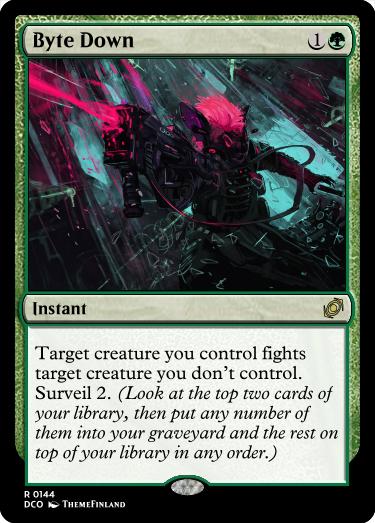 Byte Down 1
Instant
Target creature you control fights
target creature you don't control.
Surveil 2. (Look at the top two cards of
your library, then put any number of
them into your graveyard and the rest on
top of your library in any order.)
R 0144
DCO ThemeFinland